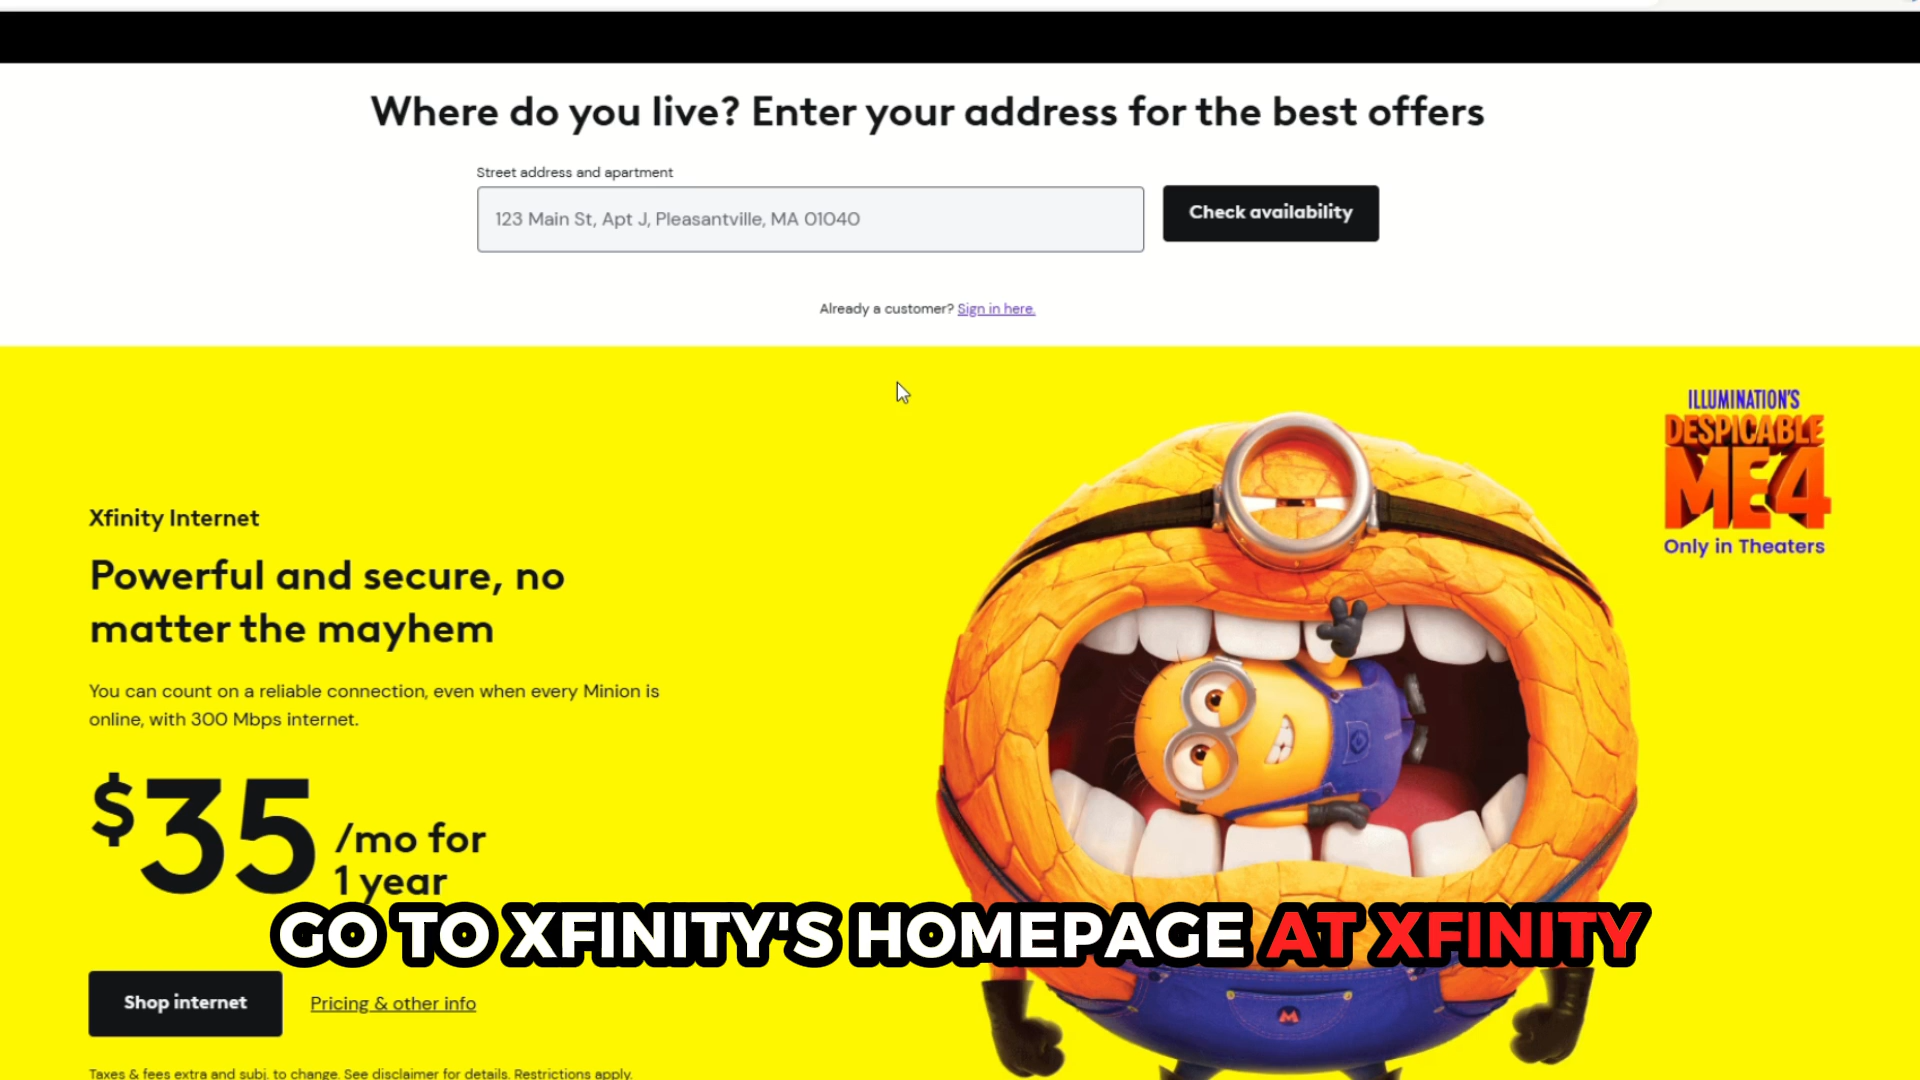 Where do you live? Enter your address for the best offers
Street address and apartment
123 Main St, Apt J, Pleasantville, MA 01040
Check availability
Already a customer? Sign in here.
ILLUMINATION'S
DESPICABLE
ME4
Only in Theaters
Xfinity Internet
Powerful and secure, no
matter the mayhem
You can count on a reliable connection, even when every Minion is
online, with 300 Mbps internet.
$35 /mo for
1 year
GO TO XFINITY'S HOMEPAGE AT XFINITY
Shop internet
Pricing & other info
M
Taxes & fees extra and subj. to change. See disclaimer for details. Restrictions apply.